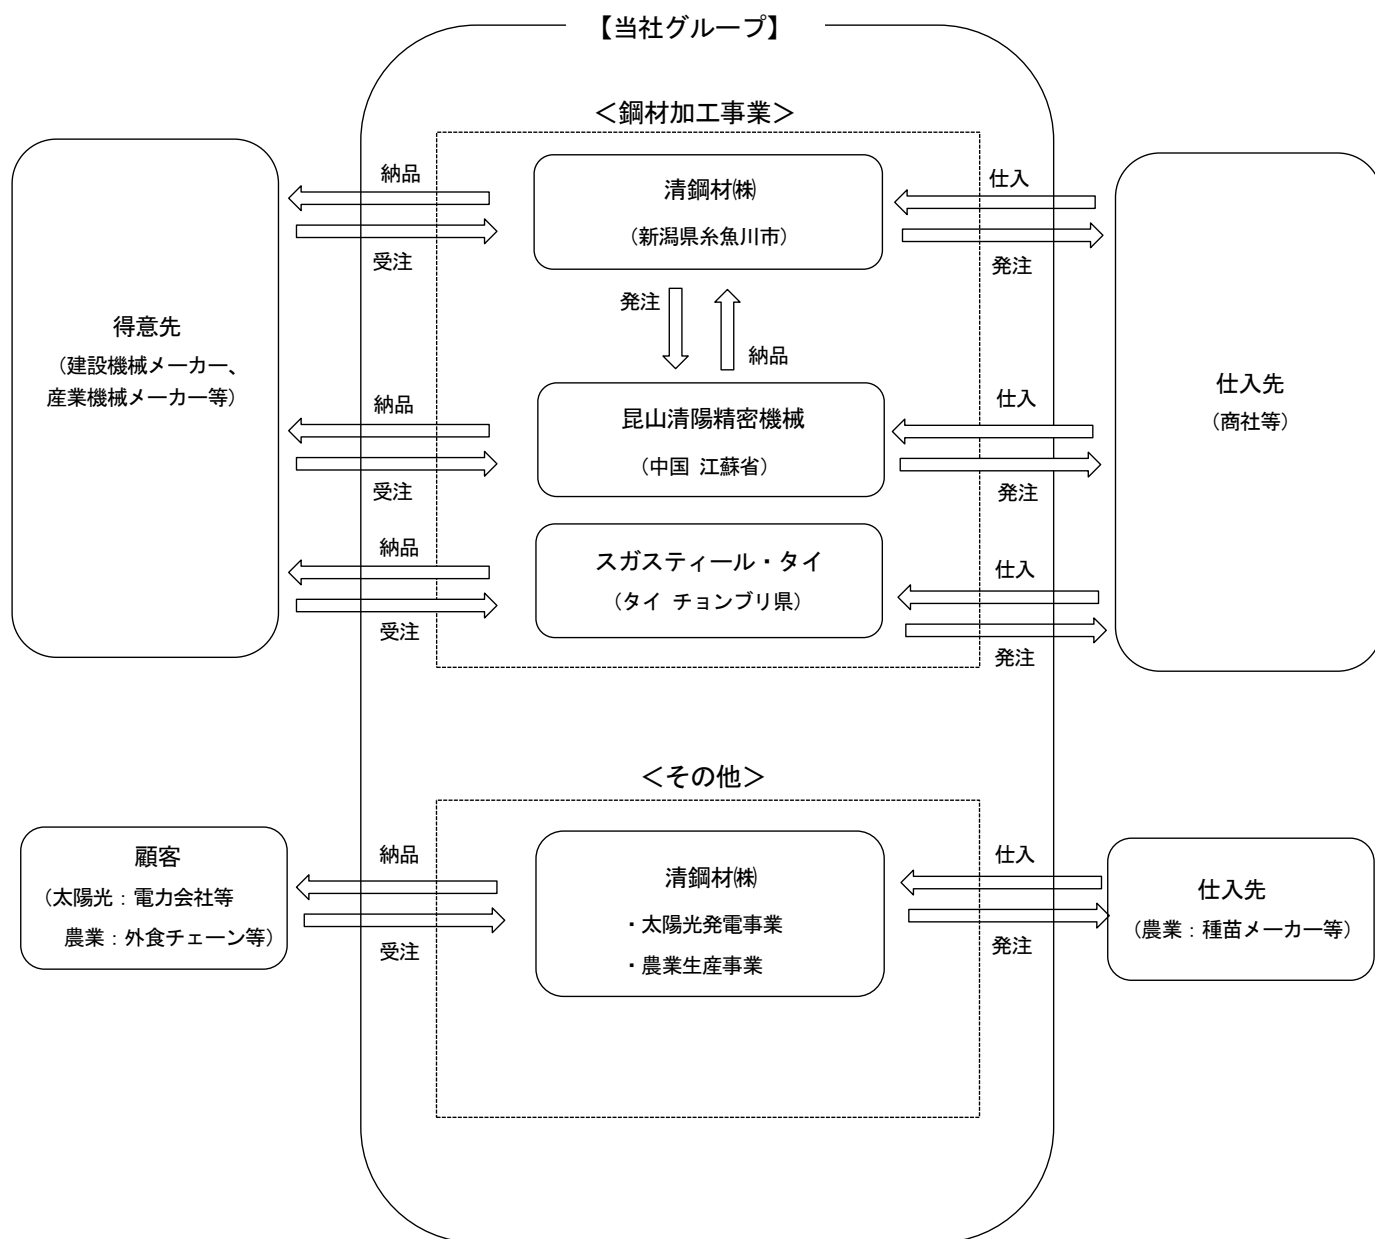 【当社グループ】
＜鋼材加工事業＞
納品
受注
清鋼材㈱
（新潟県糸魚川市）
仕入
発注
発注
納品
得意先
（建設機械メーカー、
産業機械メーカー等）
納品
受注
昆山清陽精密機械
（中国 江蘇省）
仕入
発注
仕入先
（商社等）
納品
受注
スガスティール・タイ
（タイ チョンブリ県）
仕入
発注
＜その他＞
顧客
（太陽光：電力会社等
農業：外食チェーン等）
納品
受注
清鋼材㈱
・太陽光発電事業
・農業生産事業
仕入
発注
仕入先
（農業：種苗メーカー等）